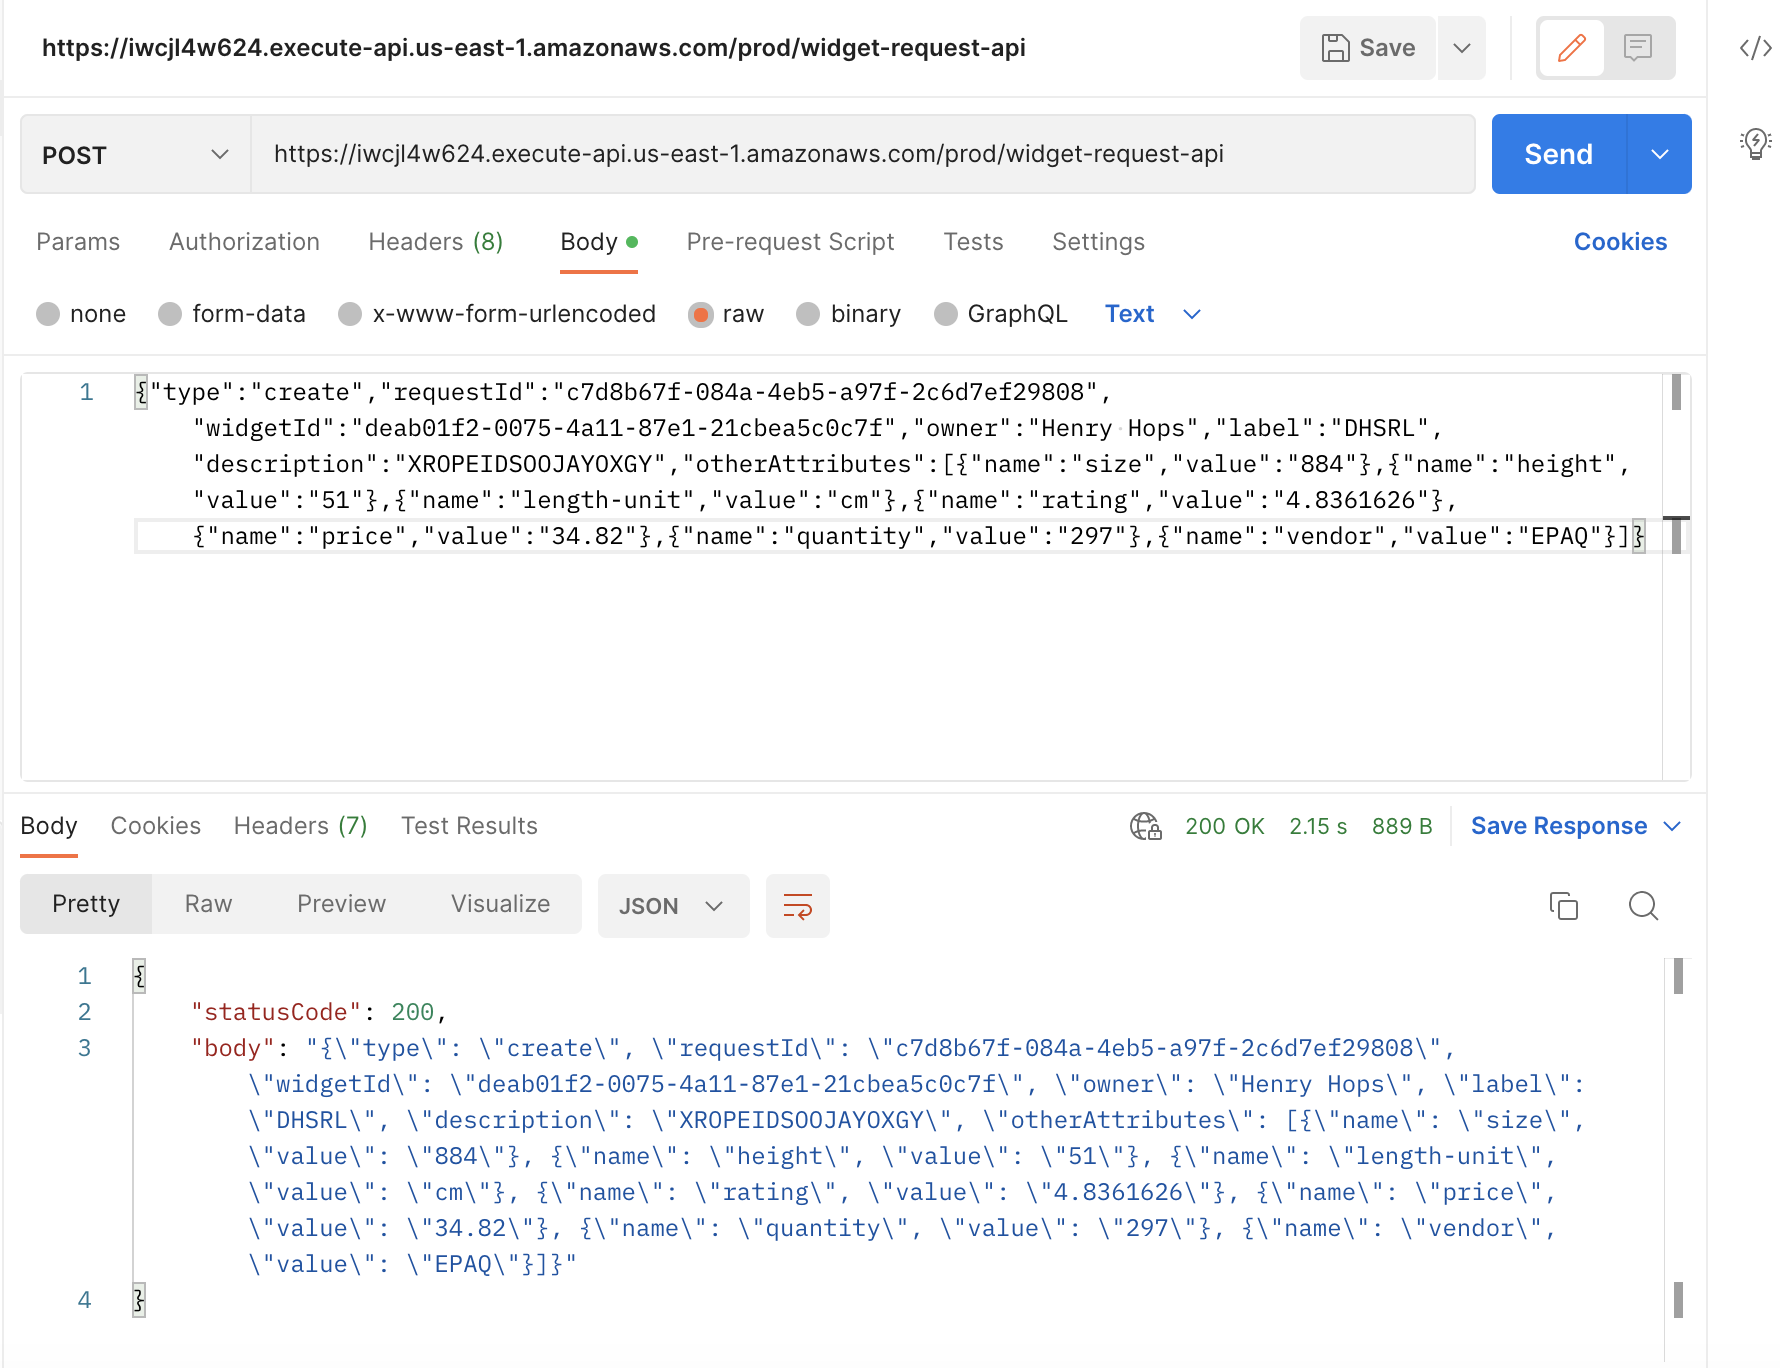 https://iwcjl4w624.execute-api.us-east-1.amazonaws.com/prod/widget-request-api
Save
POST
https://iwcjl4w624.execute-api.us-east-1.amazonaws.com/prod/widget-request-api
Send
Params Authorization Headers (8) Body Pre-request Script Tests Settings Cookies
none form-data x-www-form-urlencoded raw binary GraphQL Text
1 {"type":"create","requestId":"c7d8b67f-084a-4eb5-a97f-2c6d7ef29808",
"widgetId":"deab01f2-0075-4a11-87e1-21cbea5c0c7f","owner":"Henry Hops","label":"DHSRL",
"description":"XROPEIDSOOJAYOXGY","otherAttributes":[{"name":"size","value":"884"},{"name":"height",
"value":"51"},{"name":"length-unit","value":"cm"},{"name":"rating","value":"4.8361626"},
{"name":"price","value":"34.82"},{"name":"quantity","value":"297"},{"name":"vendor","value":"EPAQ"}]}
Body Cookies Headers (7) Test Results 200 OK 2.15 s 889 B Save Response
Pretty Raw Preview Visualize JSON
1 {
2 "statusCode": 200,
3 "body": "{\"type\": \"create\", \"requestId\": \"c7d8b67f-084a-4eb5-a97f-2c6d7ef29808\",
\"widgetId\": \"deab01f2-0075-4a11-87e1-21cbea5c0c7f\", \"owner\": \"Henry Hops\", \"label\":
\"DHSRL\", \"description\": \"XROPEIDSOOJAYOXGY\", \"otherAttributes\": [{\"name\": \"size\",
\"value\": \"884\"}, {\"name\": \"height\", \"value\": \"51\"}, {\"name\": \"length-unit\",
\"value\": \"cm\"}, {\"name\": \"rating\", \"value\": \"4.8361626\"}, {\"name\": \"price\",
\"value\": \"34.82\"}, {\"name\": \"quantity\", \"value\": \"297\"}, {\"name\": \"vendor\",
\"value\": \"EPAQ\"}]}"
4 }